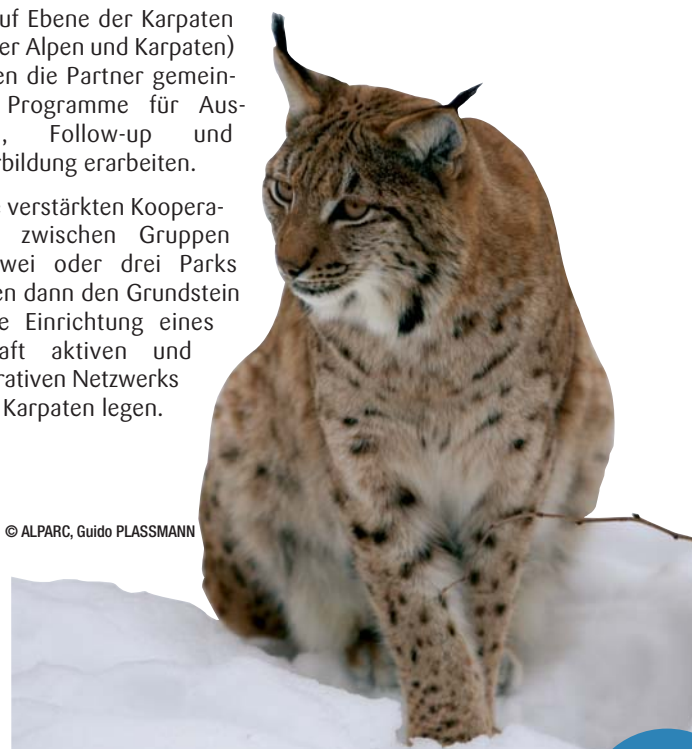 uf Ebene der Karpaten
er Alpen und Karpaten)
en die Partner gemein-
Programme für Aus-
, Follow-up und
rbildung erarbeiten.
e verstärkten Koopera-
zwischen Gruppen
wei oder drei Parks
en dann den Grundstein
e Einrichtung eines
aft aktiven und
rativen Netzwerks
Karpaten legen.
© ALPARC, Guido PLASSMANN